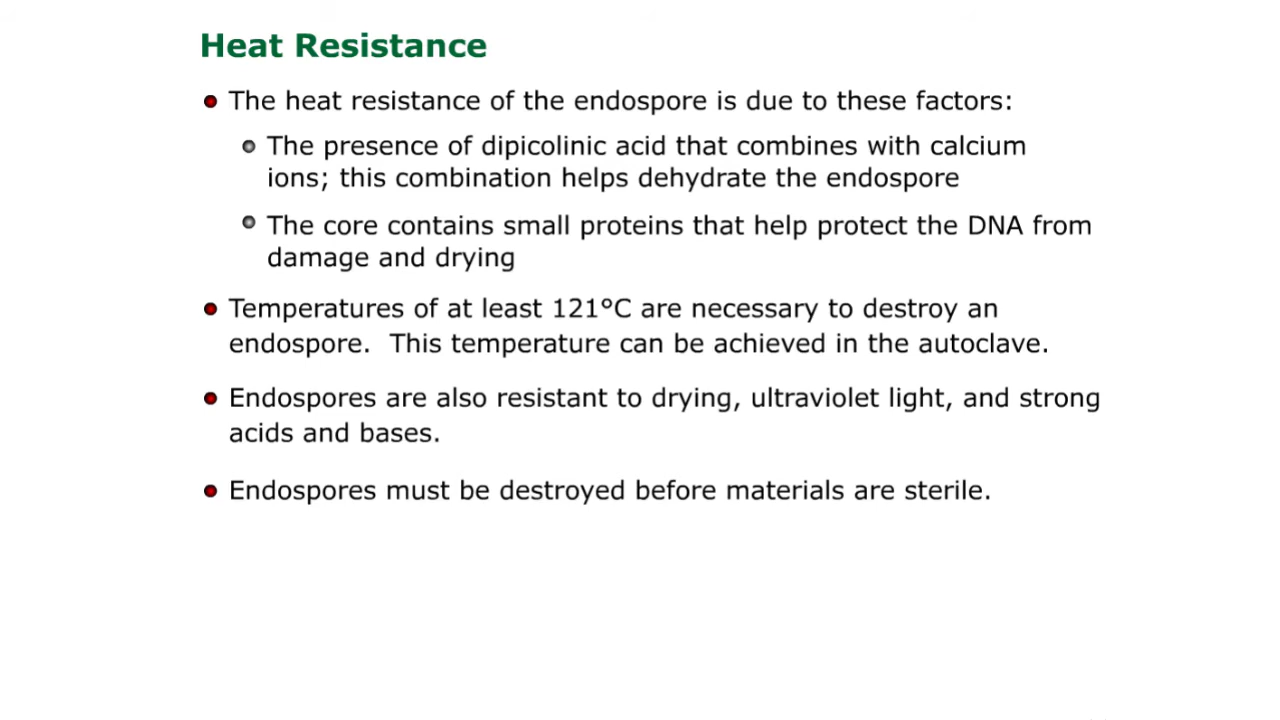 Heat Resistance
The heat resistance of the endospore is due to these factors:
The presence of dipicolinic acid that combines with calcium
ions; this combination helps dehydrate the endospore
The core contains small proteins that help protect the DNA from
damage and drying
Temperatures of at least 121°C are necessary to destroy an
endospore.  This temperature can be achieved in the autoclave.
Endospores are also resistant to drying, ultraviolet light, and strong
acids and bases.
Endospores must be destroyed before materials are sterile.